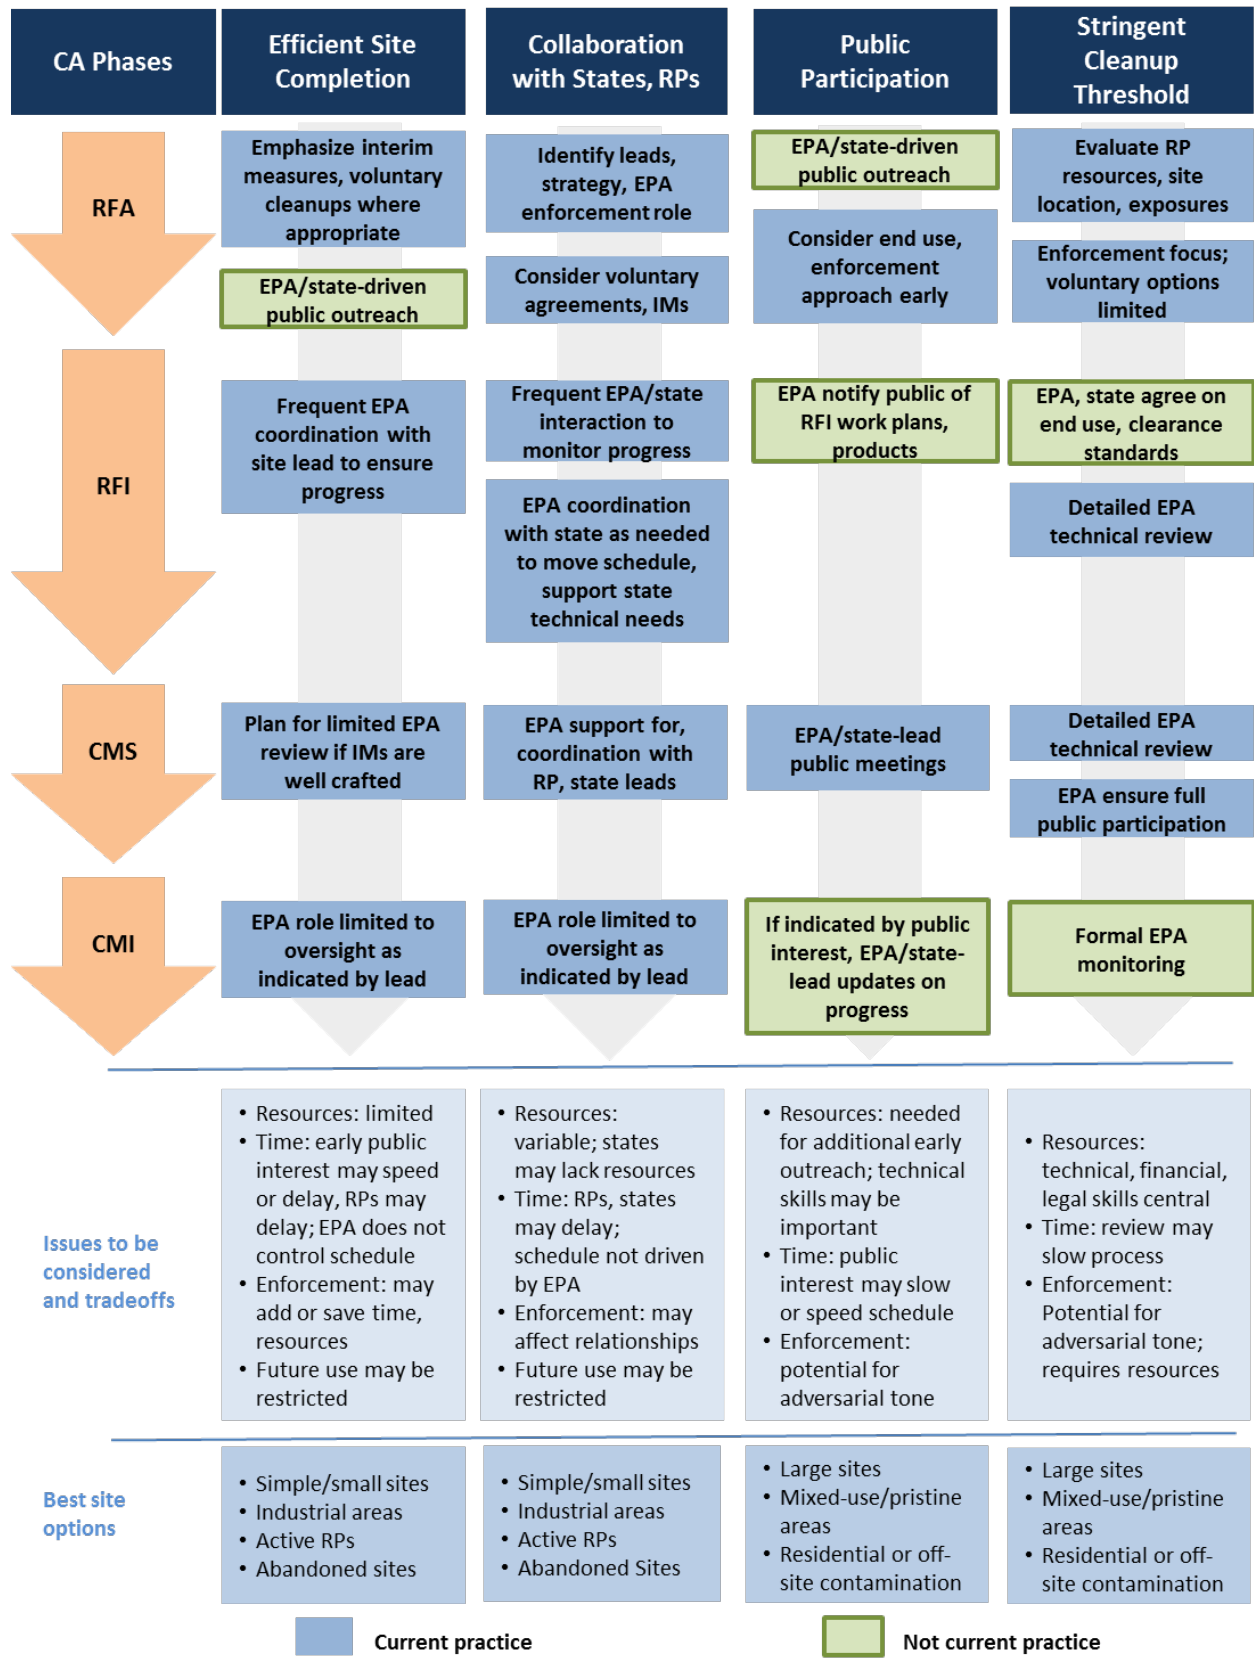 CA Phases
Efficient Site
Completion
Collaboration
with States, RPs
Public
Participation
Stringent
Cleanup
Threshold
RFA
Emphasize interim
measures, voluntary
cleanups where
appropriate
EPA/state-driven
public outreach
Identify leads,
strategy, EPA
enforcement role
Consider voluntary
agreements, IMs
EPA/state-driven
public outreach
Consider end use,
enforcement
approach early
Evaluate RP
resources, site
location, exposures
Enforcement focus;
voluntary options
limited
RFI
Frequent EPA
coordination with
site lead to ensure
progress
Frequent EPA/state
interaction to
monitor progress
EPA coordination
with state as needed
to move schedule,
support state
technical needs
EPA notify public of
RFI work plans,
products
EPA, state agree on
end use, clearance
standards
Detailed EPA
technical review
CMS
Plan for limited EPA
review if IMs are
well crafted
EPA support for,
coordination with
RP, state leads
EPA/state-lead
public meetings
Detailed EPA
technical review
EPA ensure full
public participation
CMI
EPA role limited to
oversight as
indicated by lead
EPA role limited to
oversight as
indicated by lead
If indicated by public
interest, EPA/state-
lead updates on
progress
Formal EPA
monitoring
Issues to be
considered
and tradeoffs
• Resources: limited
• Time: early public
interest may speed
or delay, RPs may
delay; EPA does not
control schedule
• Enforcement: may
add or save time,
resources
• Future use may be
restricted
• Resources:
variable; states
may lack resources
• Time: RPs, states
may delay;
schedule not driven
by EPA
• Enforcement: may
affect relationships
• Future use may be
restricted
• Resources: needed
for additional early
outreach; technical
skills may be
important
• Time: public
interest may slow
or speed schedule
• Enforcement:
potential for
adversarial tone
• Resources:
technical, financial,
legal skills central
• Time: review may
slow process
• Enforcement:
Potential for
adversarial tone;
requires resources
Best site
options
• Simple/small sites
• Industrial areas
• Active RPs
• Abandoned sites
• Simple/small sites
• Industrial areas
• Active RPs
• Abandoned Sites
• Large sites
• Mixed-use/pristine
areas
• Residential or off-
site contamination
• Large sites
• Mixed-use/pristine
areas
• Residential or off-
site contamination
Current practice
Not current practice